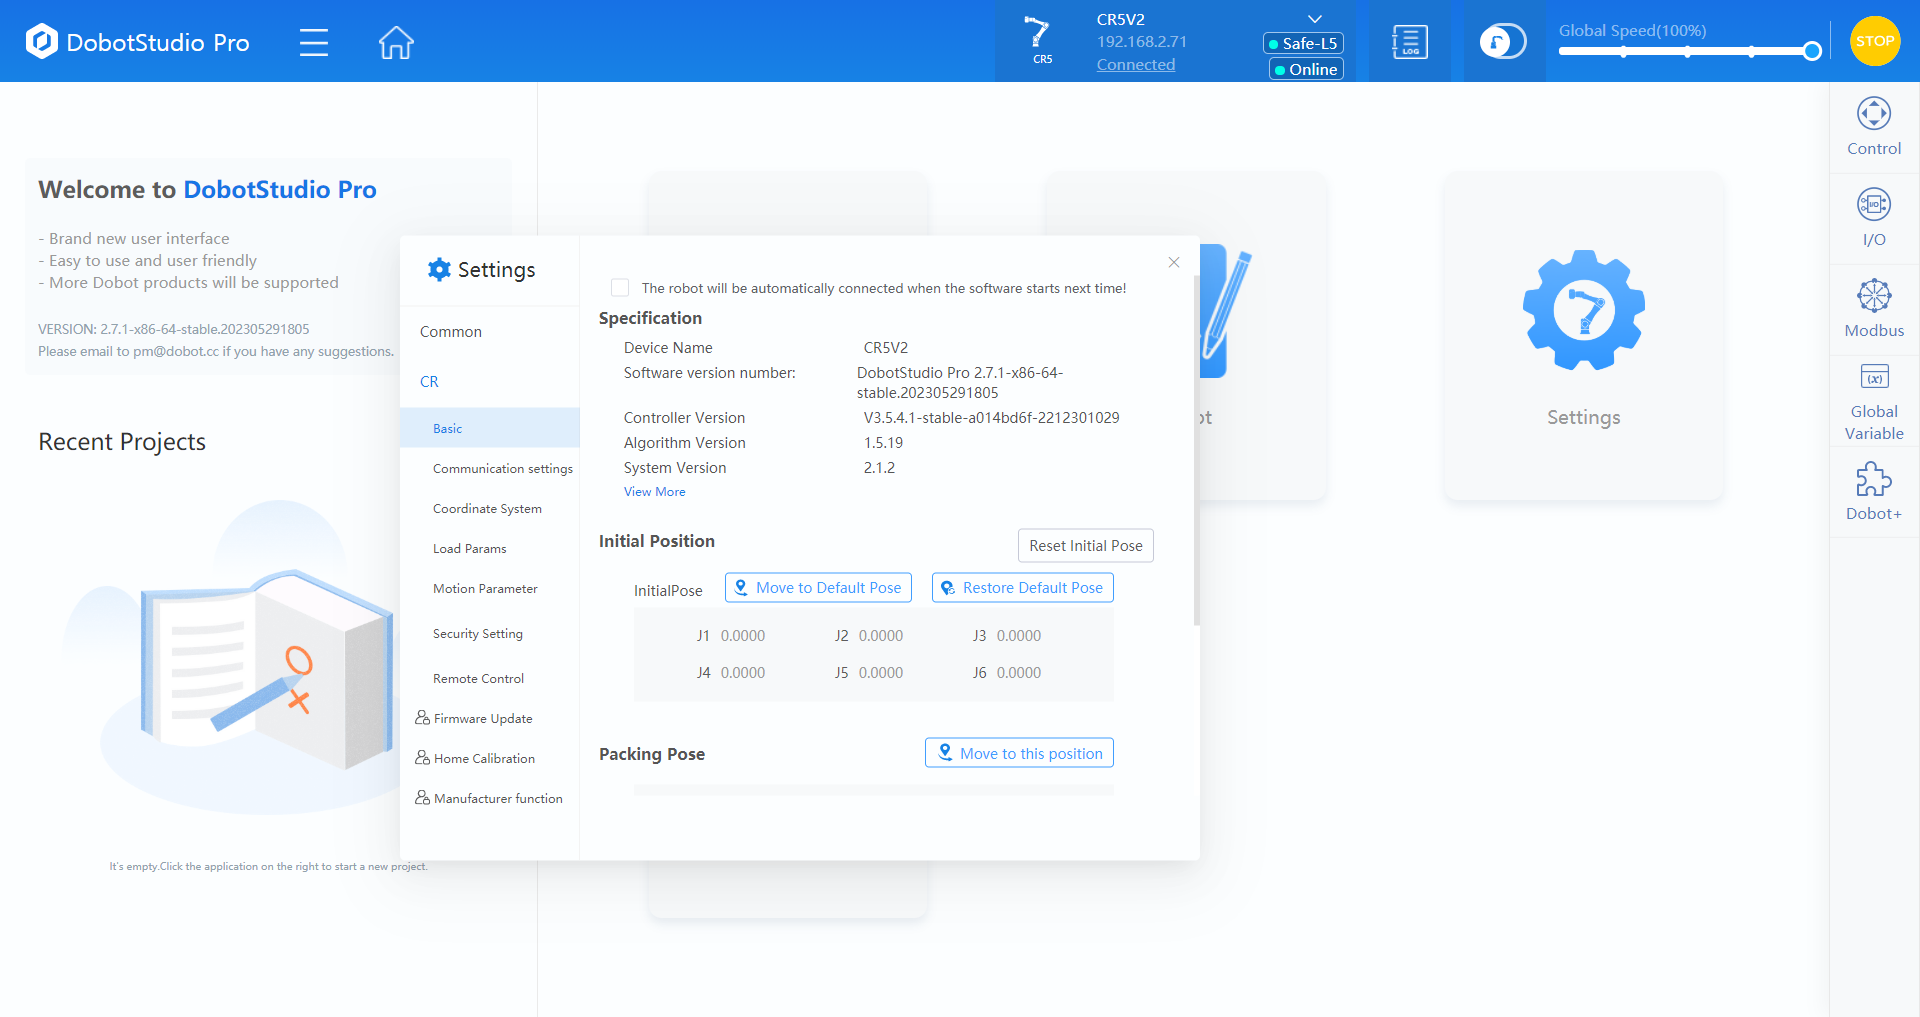 DobotStudio Pro
CR5
CR5V2
192.168.2.71
Connected
Safe-L5
Online
LOG
Global Speed(100%)
STOP
Welcome to DobotStudio Pro
- Brand new user interface
- Easy to use and user friendly
- More Dobot products will be supported
VERSION: 2.7.1-x86-64-stable.202305291805
Please email to pm@dobot.cc if you have any suggestions.
Recent Projects
It's empty.Click the application on the right to start a new project.
Settings
Common
CR
Basic
Communication settings
Coordinate System
Load Params
Motion Parameter
Security Setting
Remote Control
Firmware Update
Home Calibration
Manufacturer function
The robot will be automatically connected when the software starts next time!
Specification
Device Name CR5V2
Software version number: DobotStudio Pro 2.7.1-x86-64-
stable.202305291805
Controller Version V3.5.4.1-stable-a014bd6f-2212301029
Algorithm Version 1.5.19
System Version 2.1.2
View More
Initial Position
Reset Initial Pose
InitialPose Move to Default Pose Restore Default Pose
J1 0.0000 J2 0.0000 J3 0.0000
J4 0.0000 J5 0.0000 J6 0.0000
Packing Pose Move to this position
Settings
Control
I/O
I/O
Modbus
(x)
Global
Variable
Dobot+